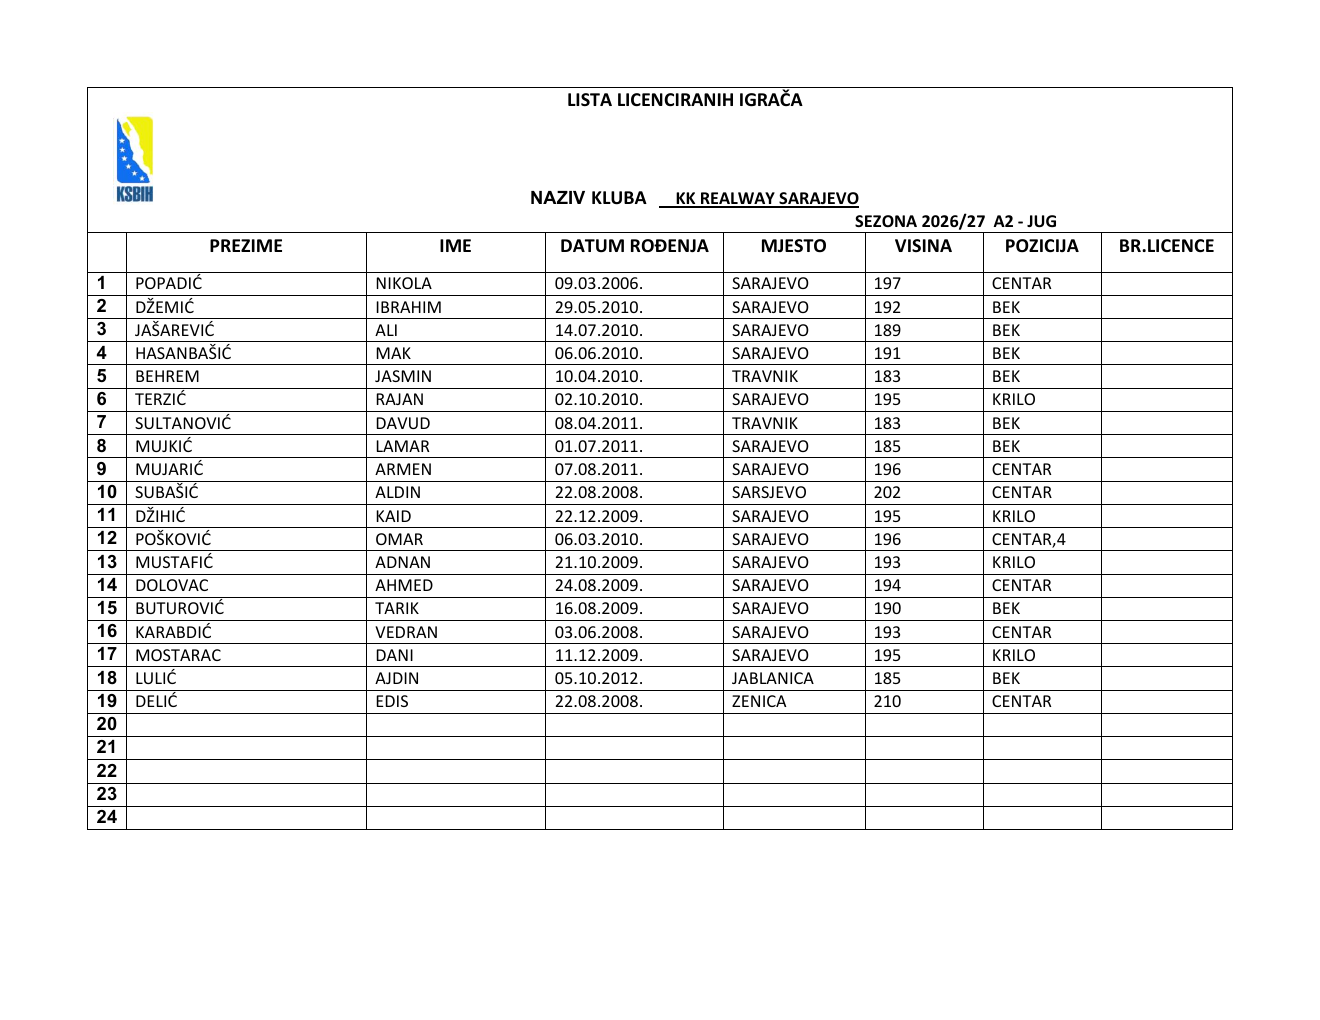 LISTA LICENCIRANIH IGRAČA
KSBIH
NAZIV KLUBA KK REALWAY SARAJEVO
SEZONA 2026/27 A2 - JUG
PREZIME IME DATUM ROĐENJA MJESTO VISINA POZICIJA BR.LICENCE
1 POPADIĆ NIKOLA 09.03.2006. SARAJEVO 197 CENTAR
2 DŽEMIĆ IBRAHIM 29.05.2010. SARAJEVO 192 BEK
3 JAŠAREVIĆ ALI 14.07.2010. SARAJEVO 189 BEK
4 HASANBAŠIĆ MAK 06.06.2010. SARAJEVO 191 BEK
5 BEHREM JASMIN 10.04.2010. TRAVNIK 183 BEK
6 TERZIĆ RAJAN 02.10.2010. SARAJEVO 195 KRILO
7 SULTANOVIĆ DAVUD 08.04.2011. TRAVNIK 183 BEK
8 MUJKIĆ LAMAR 01.07.2011. SARAJEVO 185 BEK
9 MUJARIĆ ARMEN 07.08.2011. SARAJEVO 196 CENTAR
10 SUBAŠIĆ ALDIN 22.08.2008. SARSJEVO 202 CENTAR
11 DŽIHIĆ KAID 22.12.2009. SARAJEVO 195 KRILO
12 POŠKOVIĆ OMAR 06.03.2010. SARAJEVO 196 CENTAR,4
13 MUSTAFIĆ ADNAN 21.10.2009. SARAJEVO 193 KRILO
14 DOLOVAC AHMED 24.08.2009. SARAJEVO 194 CENTAR
15 BUTUROVIĆ TARIK 16.08.2009. SARAJEVO 190 BEK
16 KARABDIĆ VEDRAN 03.06.2008. SARAJEVO 193 CENTAR
17 MOSTARAC DANI 11.12.2009. SARAJEVO 195 KRILO
18 LULIĆ AJDIN 05.10.2012. JABLANICA 185 BEK
19 DELIĆ EDIS 22.08.2008. ZENICA 210 CENTAR
20
21
22
23
24